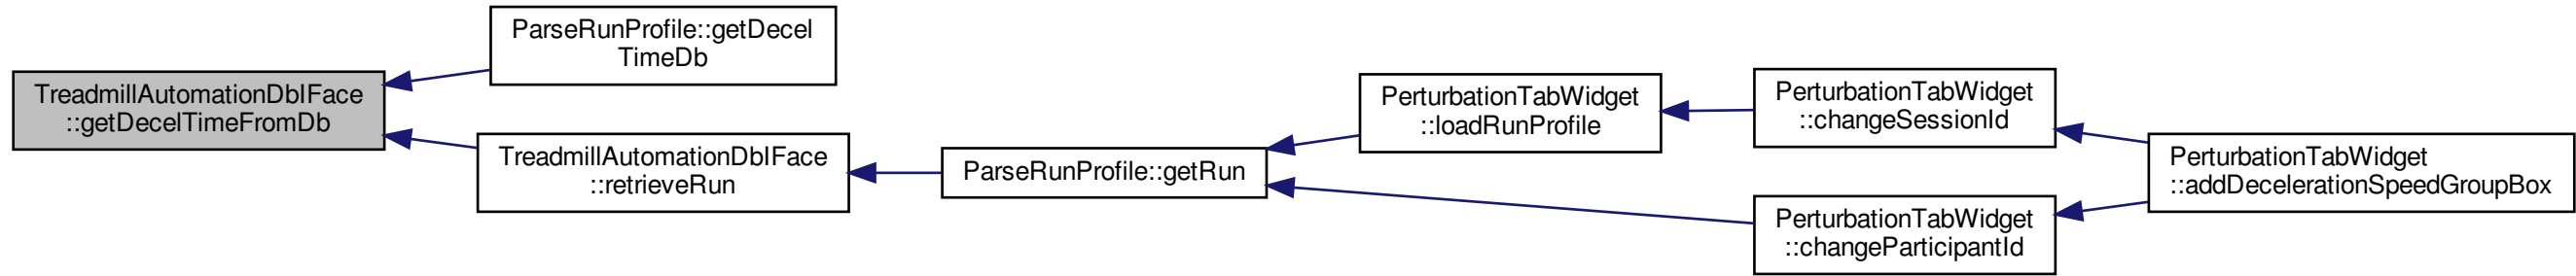 TreadmillAutomationDbIFace
::getDecelTimeFromDb
ParseRunProfile::getDecel
TimeDb
TreadmillAutomationDbIFace
::retrieveRun
ParseRunProfile::getRun
PerturbationTabWidget
::loadRunProfile
PerturbationTabWidget
::changeSessionId
PerturbationTabWidget
::changeParticipantId
PerturbationTabWidget
::addDecelerationSpeedGroupBox